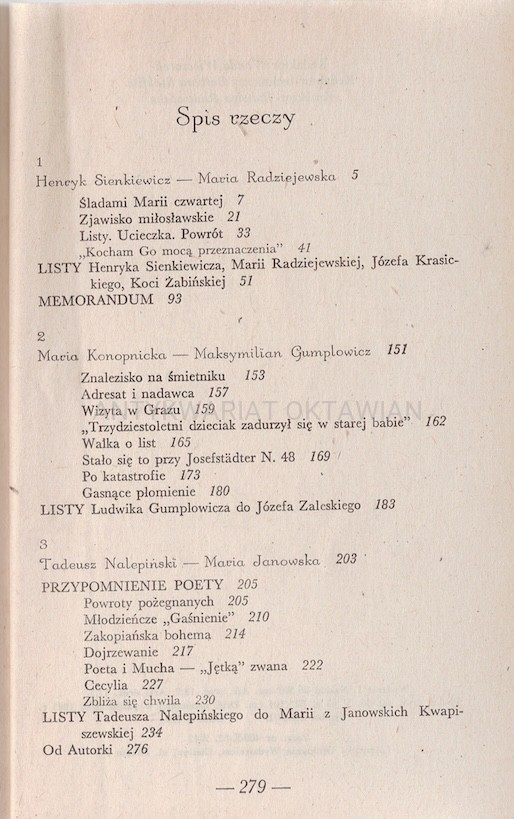 Spis rzeczy
1
Henryk Sienkiewicz — Maria Radziejewska 5
Śladami Marii czwartej 7
Zjawisko miłosławskie 21
Listy. Ucieczka. Powrót 33
„Kocham Go mocą przeznaczenia” 41
LISTY Henryka Sienkiewicza, Marii Radziejewskiej, Józefa Krasic-
kiego, Koci Żabińskiej 51
MEMORANDUM 93
2
Maria Konopnicka — Maksymilian Gumplowicz 151
Znalezisko na śmietniku 153
Adresat i nadawca 157
Wizyta w Grazu 159
ANTYKWARIAT OKTAWIAN
„Trzydziestoletni dzieciak zadurzył się w starej babie” 162
Walka o list 165
Stało się to przy Josefstädter N. 48 169
Po katastrofie 173
Gasnące płomienie 180
LISTY Ludwika Gumplowicza do Józefa Zaleskiego 183
3
Tadeusz Nalepiński — Maria Janowska 203
PRZYPOMNIENIE POETY 205
Powroty pożegnanych 205
Młodzieńcze „Gaśnienie” 210
Zakopiańska bohema 214
Dojrzewanie 217
Poeta i Mucha — „Jętką” zwana 222
Cecylia 227
Zbliża się chwila 230
LISTY Tadeusza Nalepińskiego do Marii z Janowskich Kwapi-
szewskiej 234
Od Autorki 276
— 279 —